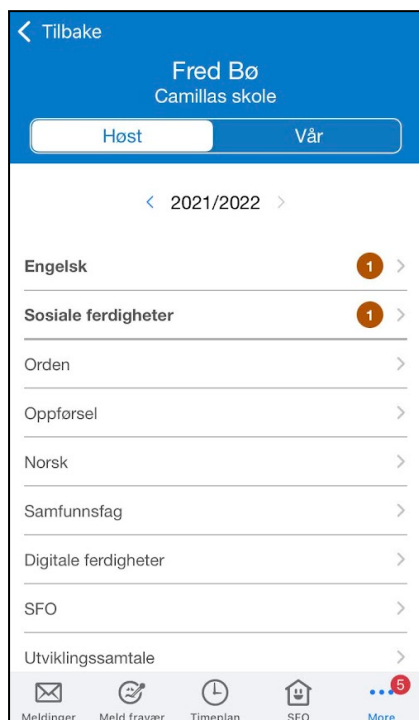 Tilbake
Fred Bø
Camillas skole
Høst Vår
2021/2022
Engelsk 1
Sosiale ferdigheter 1
Orden
Oppførsel
Norsk
Samfunnsfag
Digitale ferdigheter
SFO
Utviklingssamtale
5
Meldinger Meld fravær Timeplan SFO More